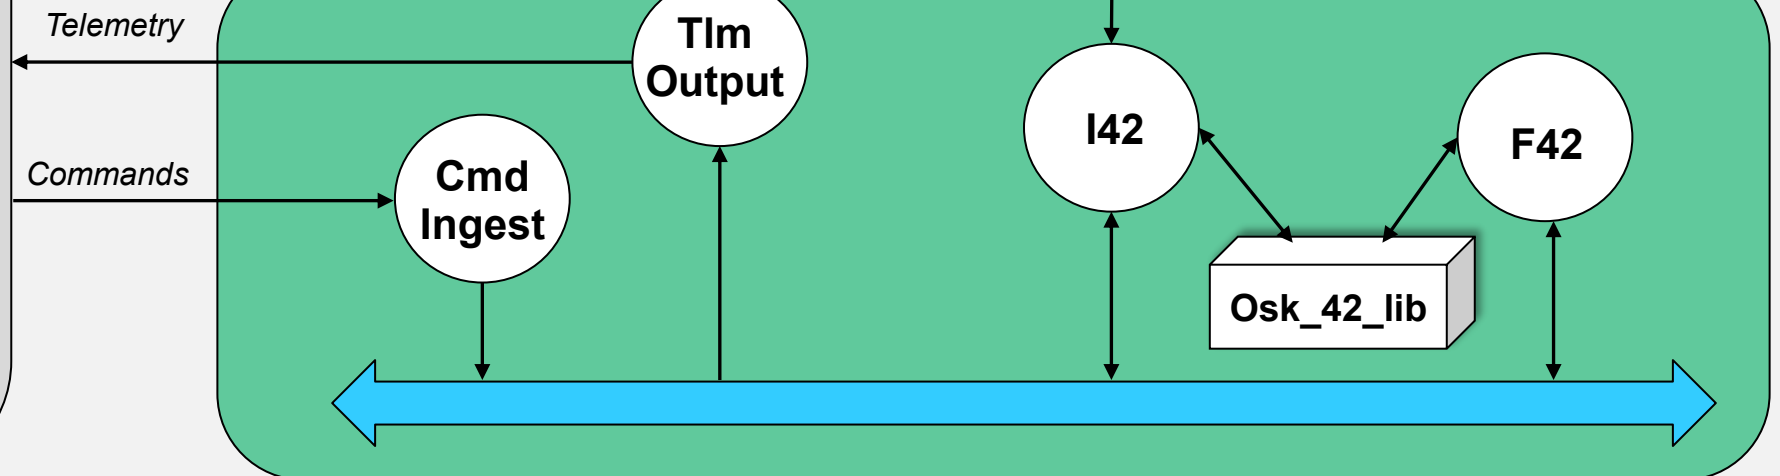 Telemetry
Tlm
Output
Commands
Cmd
Ingest
I42
F42
Osk_42_lib